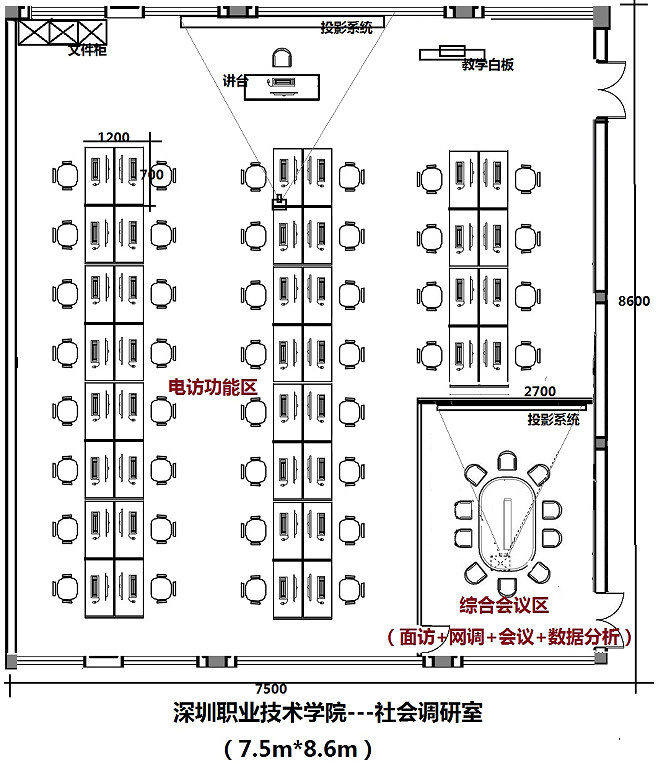 投影系统
文件柜
教学白板
讲台
1200
700
8600
电访功能区
2700
投影系统
综合会议区
（面访+网调+会议+数据分析）
7500
深圳职业技术学院---社会调研室
（7.5m*8.6m）